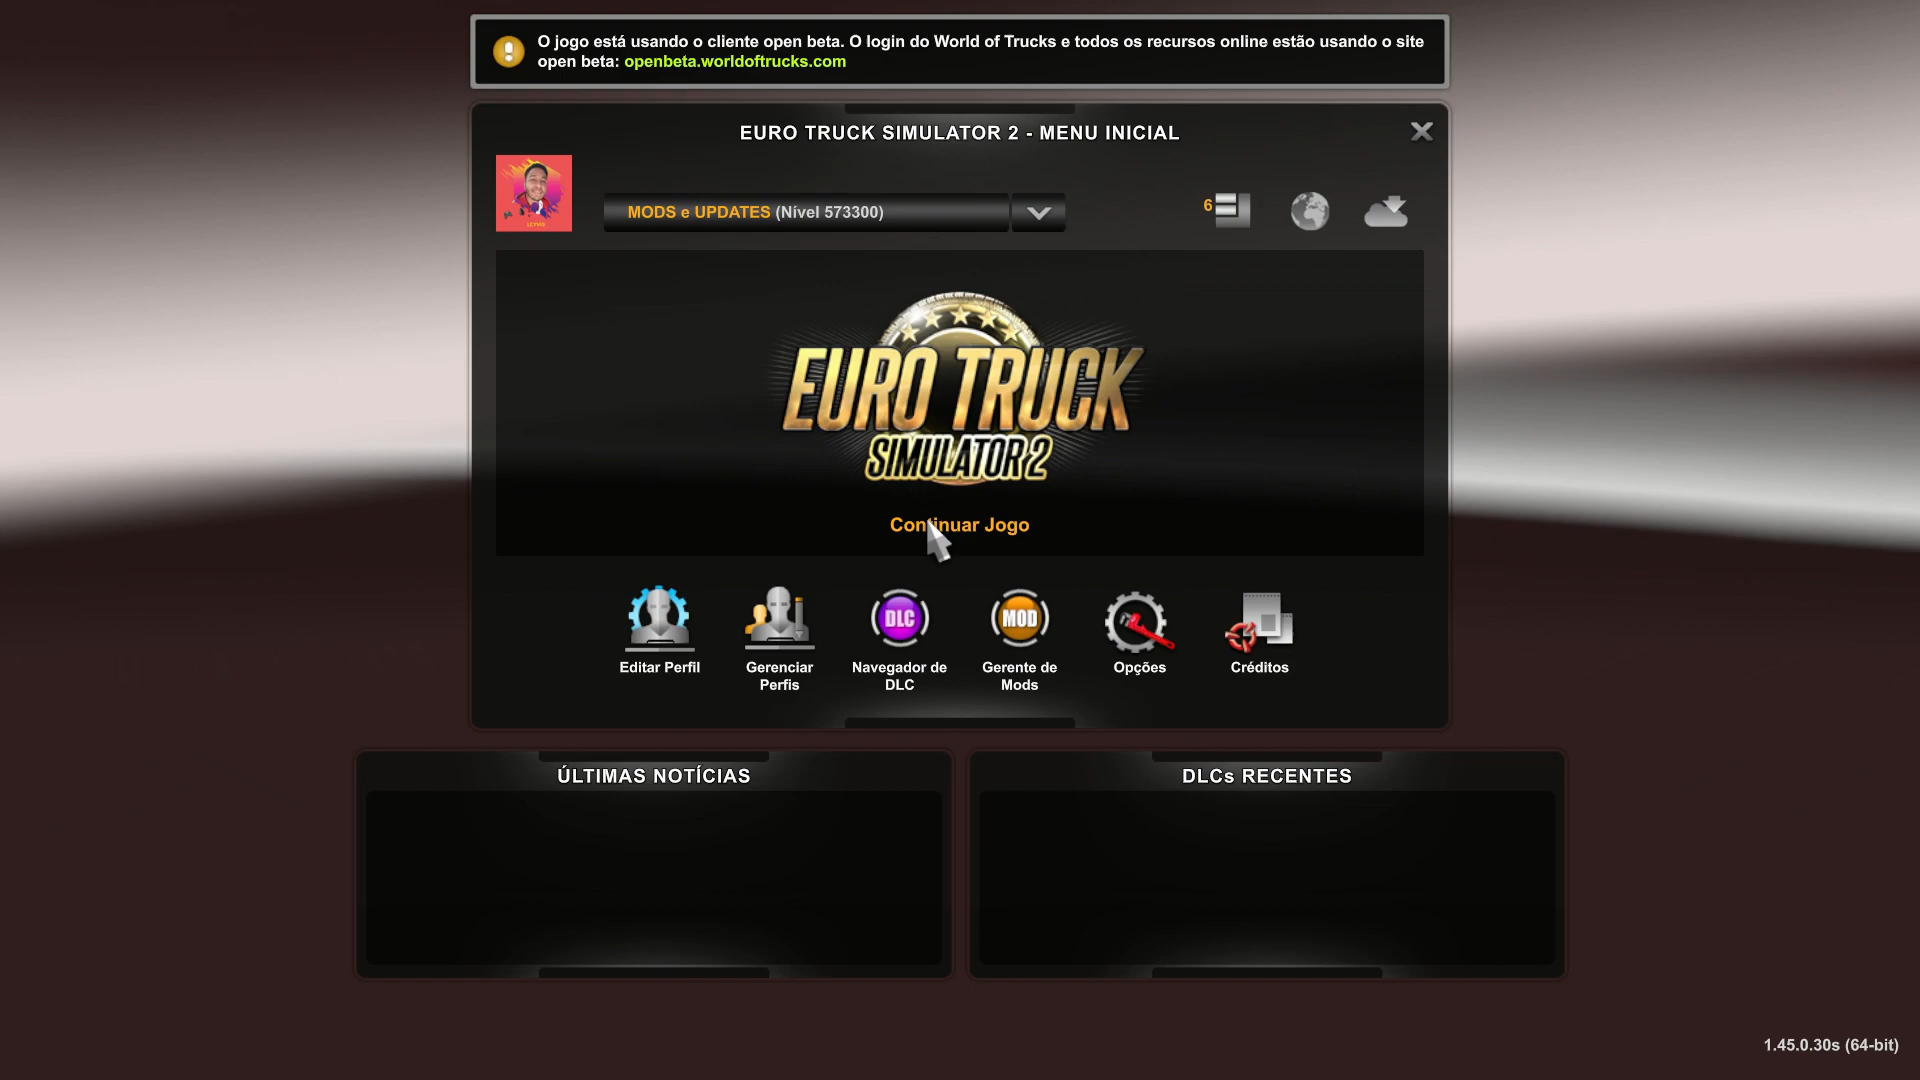 O jogo está usando o cliente open beta. O login do World of Trucks e todos os recursos online estão usando o site
open beta: openbeta.worldoftrucks.com
EURO TRUCK SIMULATOR 2 - MENU INICIAL
MODS e UPDATES (Nível 573300)
6
EURO TRUCK
SIMULATOR 2
Continuar Jogo
DLC
MOD
Editar Perfil
Gerenciar
Perfis
Navegador de
DLC
Gerente de
Mods
Opções
Créditos
ÚLTIMAS NOTÍCIAS
DLCs RECENTES
1.45.0.30s (64-bit)